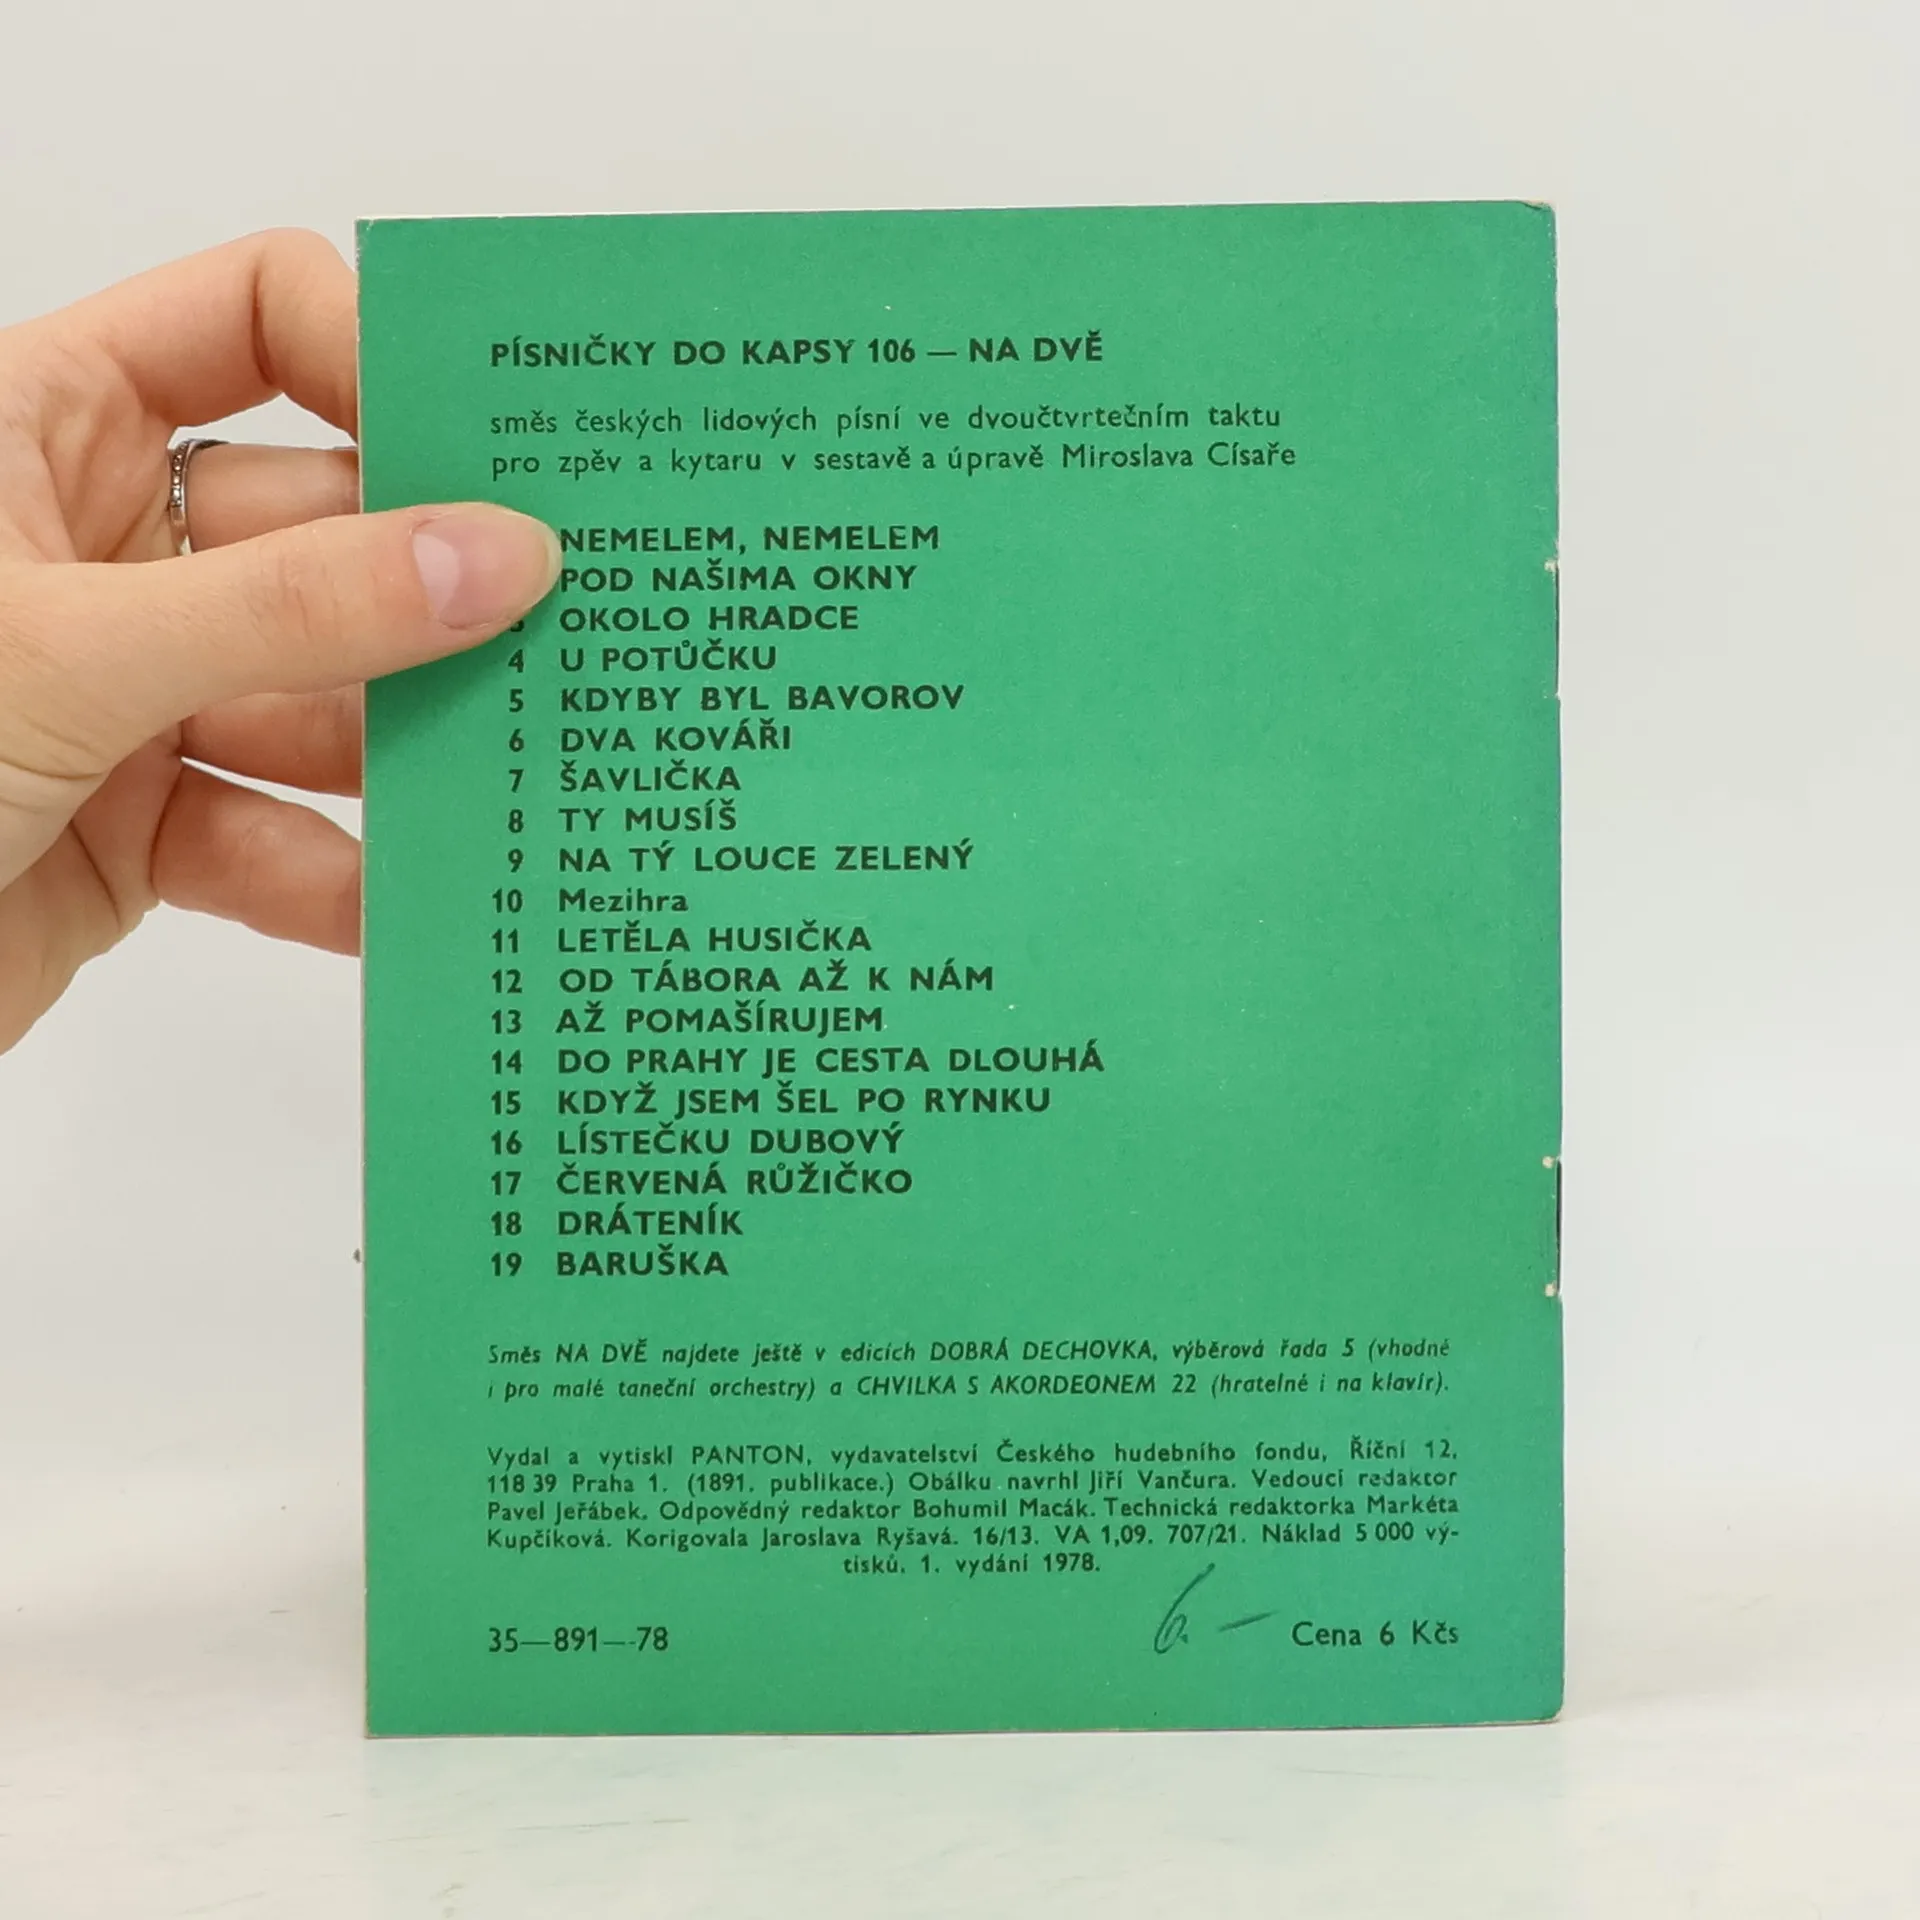 PÍSNIČKY DO KAPSY 106 — NA DVĚ
směs českých lidových písní ve dvoučtvrtečním taktu
pro zpěv a kytaru v sestavě a úpravě Miroslava Císaře
NEMELEM, NEMELEM
POD NAŠIMA OKNY
OKOLO HRADCE
4 U POTŮČKU
5 KDYBY BYL BAVOROV
6 DVA KOVÁŘI
7 ŠAVLIČKA
8 TY MUSÍŠ
9 NA TÝ LOUCE ZELENÝ
10 Mezihra
11 LETĚLA HUSIČKA
12 OD TÁBORA AŽ K NÁM
13 AŽ POMAŠÍRUJEM
14 DO PRAHY JE CESTA DLOUHÁ
15 KDYŽ JSEM ŠEL PO RYNKU
16 LÍSTEČKU DUBOVÝ
17 ČERVENÁ RŮŽIČKO
18 DRÁTENÍK
19 BARUŠKA
Směs NA DVĚ najdete ještě v edicích DOBRÁ DECHOVKA, výběrová řada 5 (vhodné
i pro malé taneční orchestry) a CHVILKA S AKORDEONEM 22 (hratelné i na klavír).
Vydal a vytiskl PANTON, vydavatelství Českého hudebního fondu, Říční 12,
118 39 Praha 1. (1891. publikace.) Obálku navrhl Jiří Vančura. Vedoucí redaktor
Pavel Jeřábek. Odpovědný redaktor Bohumil Macák. Technická redaktorka Markéta
Kupčíková. Korigovala Jaroslava Ryšavá. 16/13. VA 1,09. 707/21. Náklad 5 000 vý-
tisků. 1. vydání 1978.
35—891—78
6.—
Cena 6 Kčs